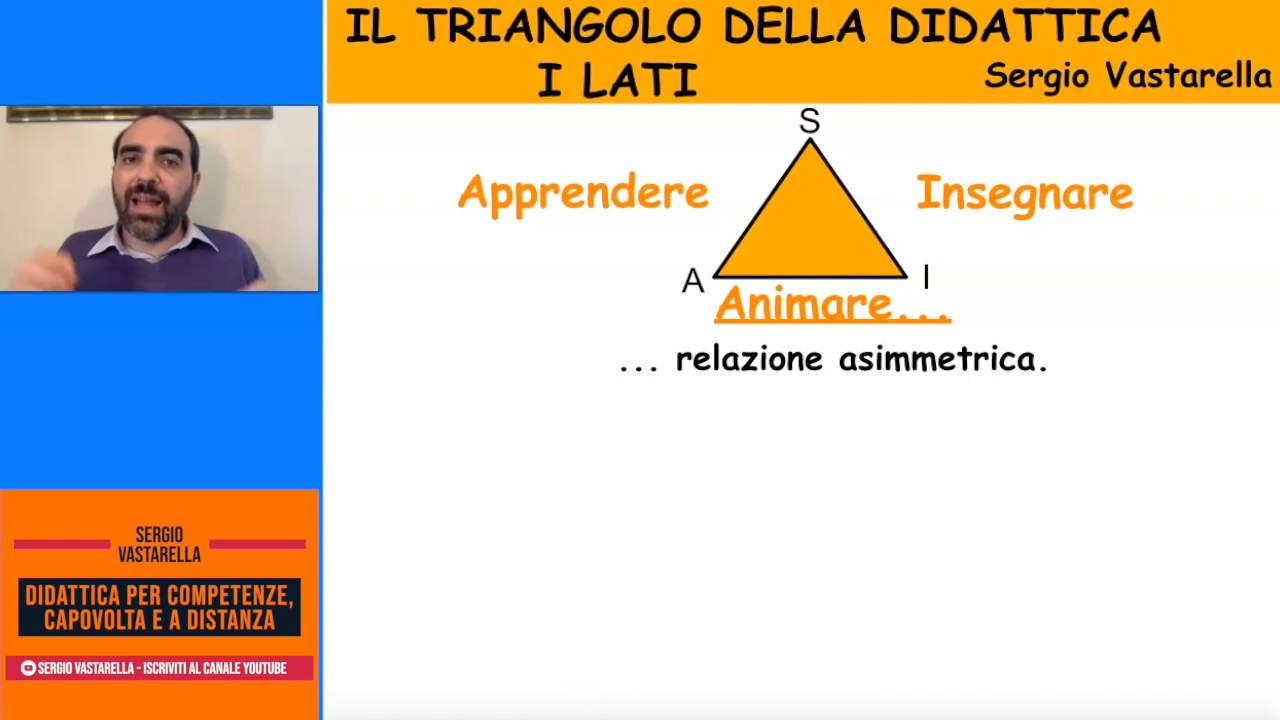 IL TRIANGOLO DELLA DIDATTICA
I LATI
Sergio Vastarella
S
Apprendere
Insegnare
A
I
Animare...
... relazione asimmetrica.
SERGIO
VASTARELLA
DIDATTICA PER COMPETENZE,
CAPOVOLTA E A DISTANZA
SERGIO VASTARELLA - ISCRIVITI AL CANALE YOUTUBE